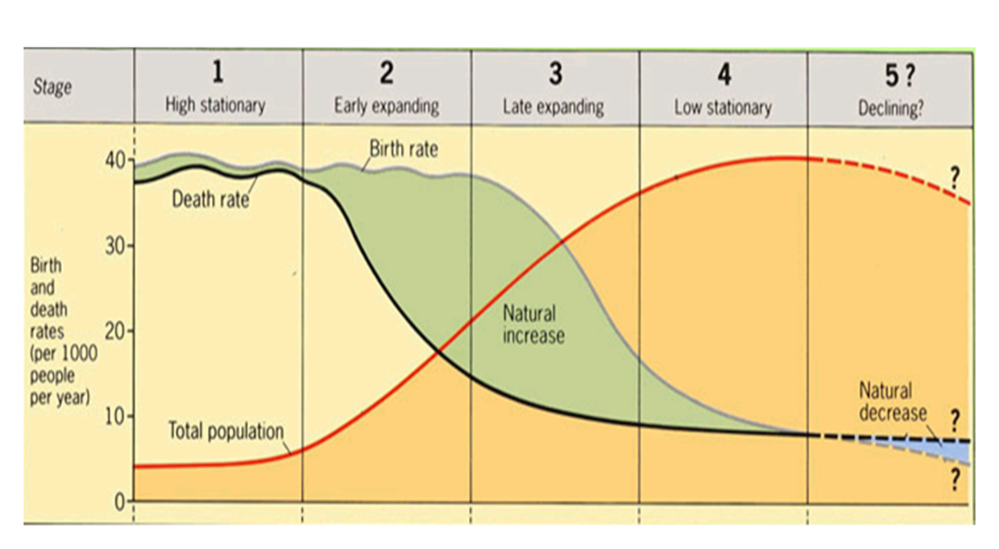 Stage
1
High stationary
2
Early expanding
3
Late expanding
4
Low stationary
5?
Declining?
Birth
and
death
rates
(per 1000
people
per year)
40
30
20
10
0
Birth rate
Death rate
Natural
increase
Total population
Natural
decrease
?
?
?